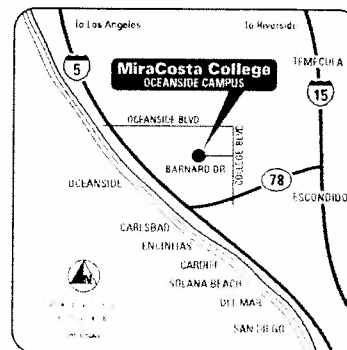 to Los Angeles
to Riverside
5
MiraCosta College
OCEANSIDE CAMPUS
TEMECULA
15
OCEANSIDE BLVD
COLLEGE BLVD
BARNARD DR
78
OCEANSIDE
ESCONDIDO
CARLSBAD
ENCINITAS
CARDIFF
SOLANA BEACH
DEL MAR
SAN DIEGO
N